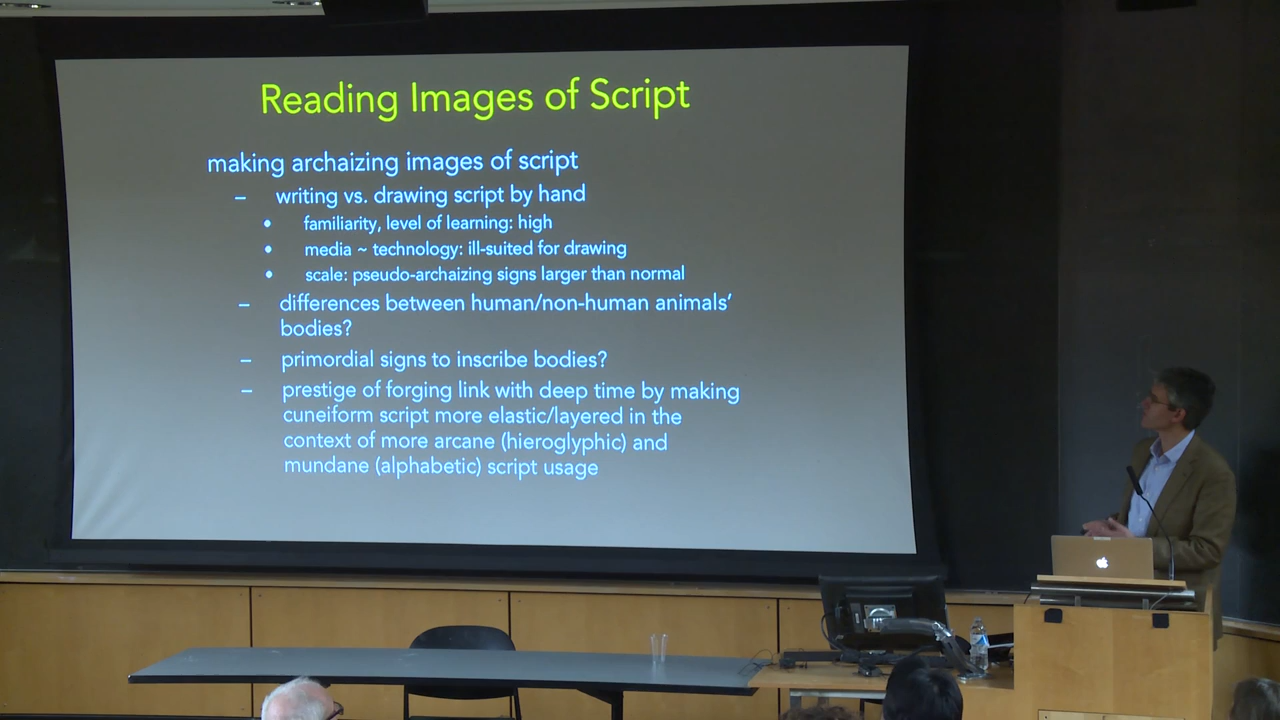 Reading Images of Script
making archaizing images of script
– writing vs. drawing script by hand
• familiarity, level of learning: high
• media ~ technology: ill-suited for drawing
• scale: pseudo-archaizing signs larger than normal
– differences between human/non-human animals’
bodies?
– primordial signs to inscribe bodies?
– prestige of forging link with deep time by making
cuneiform script more elastic/layered in the
context of more arcane (hieroglyphic) and
mundane (alphabetic) script usage